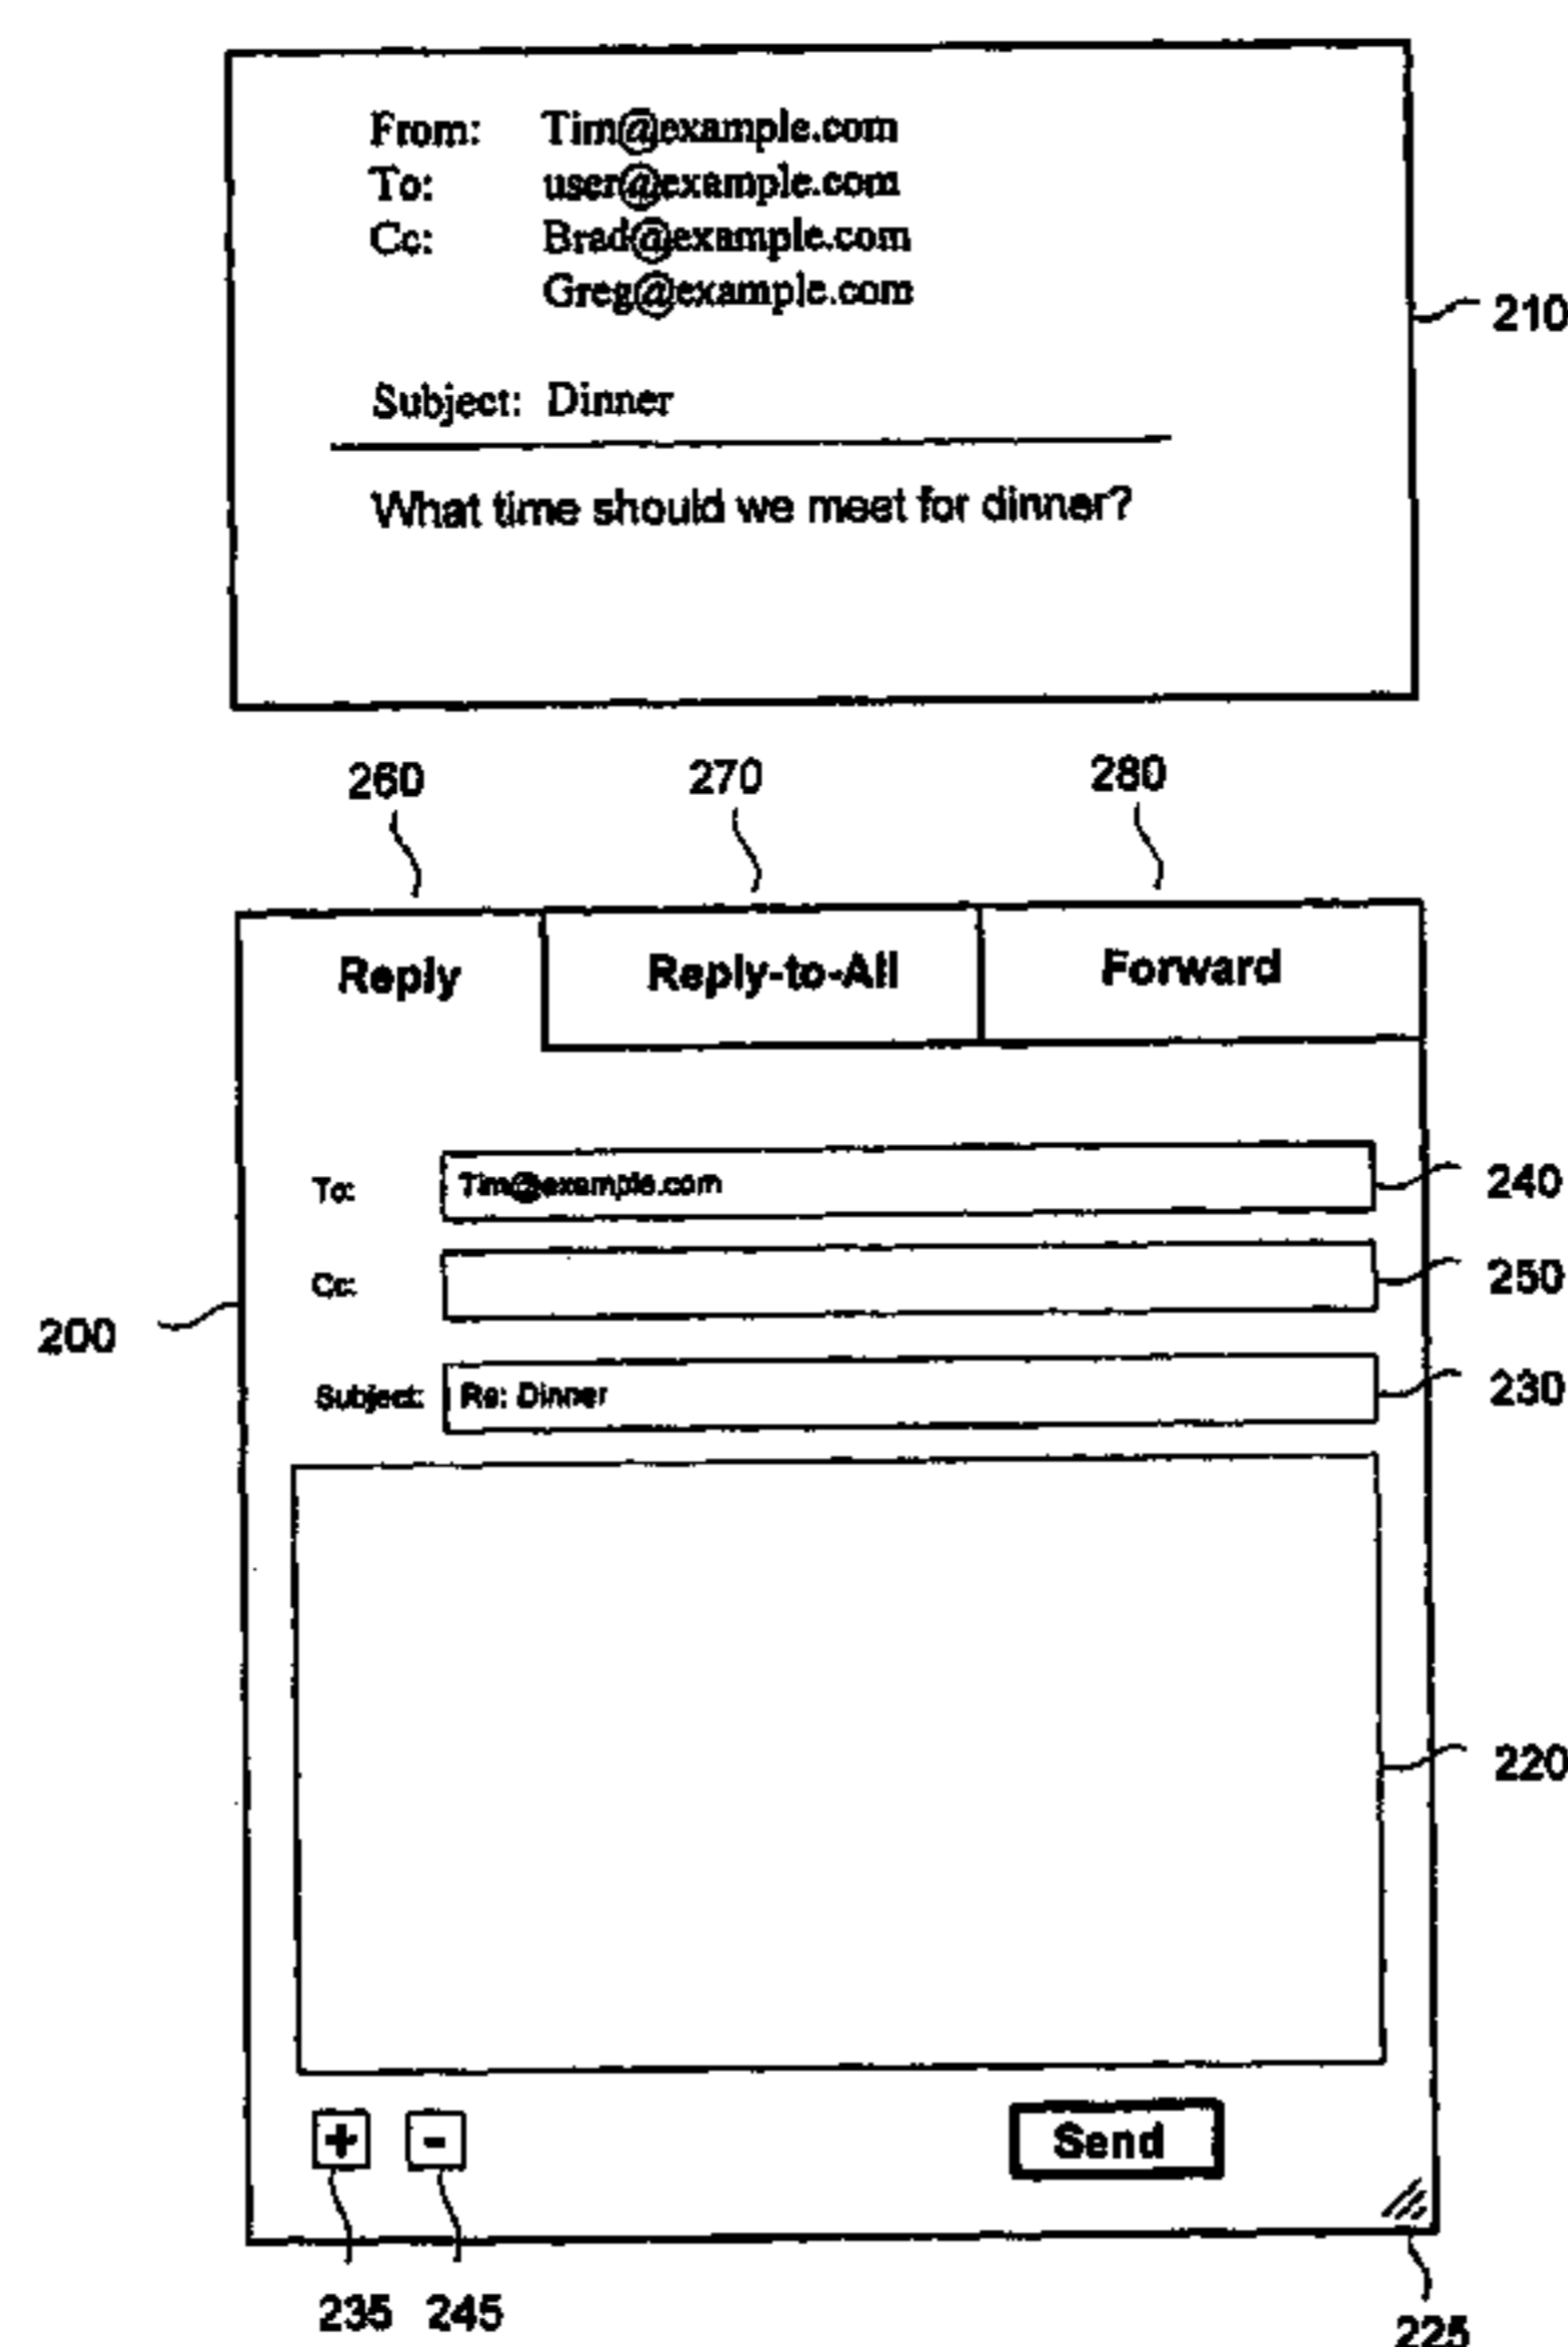 From: Tim@example.com
To: user@example.com
Cc: Brad@example.com
Greg@example.com
210
Subject: Dinner
What time should we meet for dinner?
260 270 280
Reply Reply-to-All Forward
To: Tim@example.com 240
Cc: 250
200
Subject: Re: Dinner 230
220
+ - Send
235 245 225